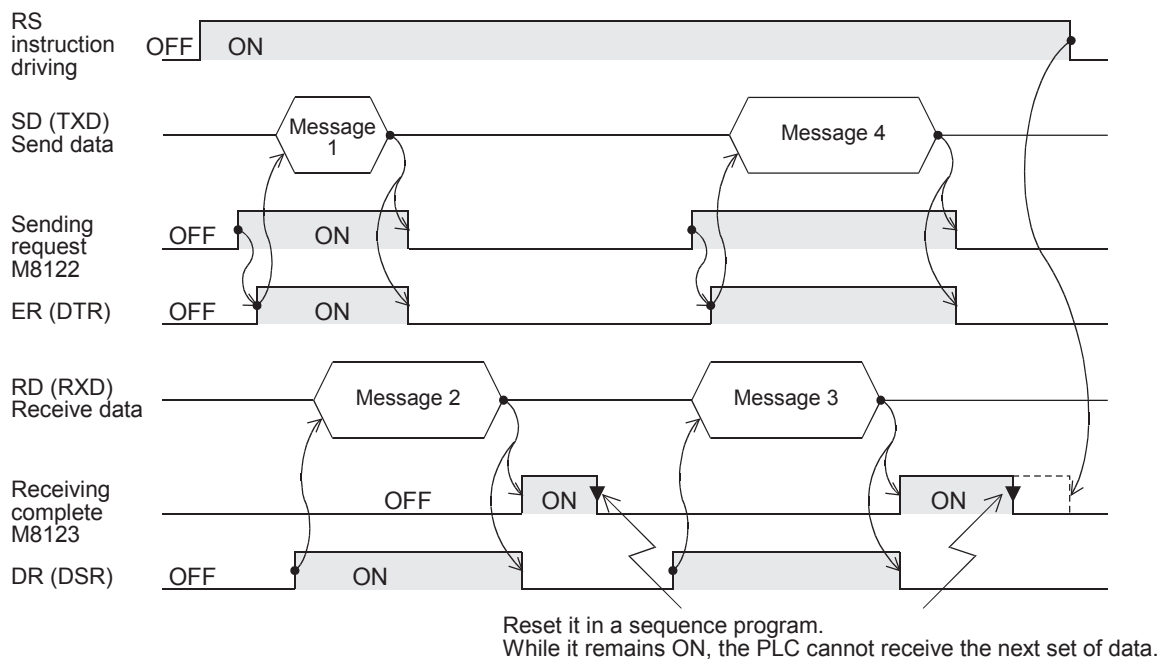 RS
instruction
driving
OFF
ON
SD (TXD)
Send data
Message
1
Message 4
Sending
request
M8122
OFF
ON
ER (DTR)
OFF
ON
RD (RXD)
Receive data
Message 2
Message 3
Receiving
complete
M8123
OFF
ON
ON
DR (DSR)
OFF
ON
Reset it in a sequence program.
While it remains ON, the PLC cannot receive the next set of data.